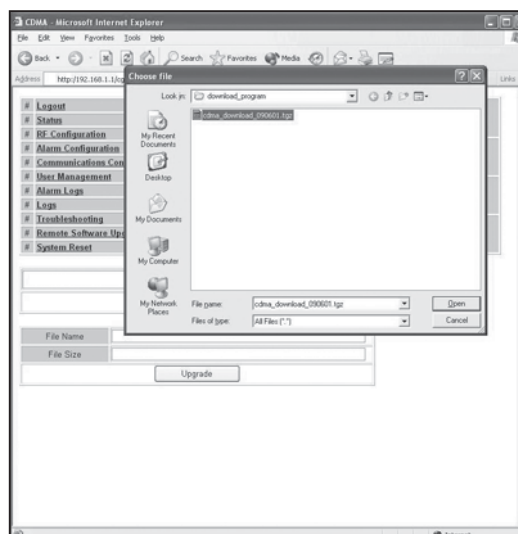 CDMA - Microsoft Internet Explorer
File Edit View Favorites Tools Help
Back Search Favorites Media
Address http://192.168.1.1/cg Links
Choose file
Look in: download_program
cdma_download_090601.tgz
My Recent Documents
Desktop
My Documents
My Computer
My Network Places
File name: cdma_download_090601.tgz Open
Files of type: All Files (*.*) Cancel
# Logout
# Status
# RF Configuration
# Alarm Configuration
# Communications Con
# User Management
# Alarm Logs
# Logs
# Troubleshooting
# Remote Software Upg
# System Reset
File Name
File Size
Upgrade